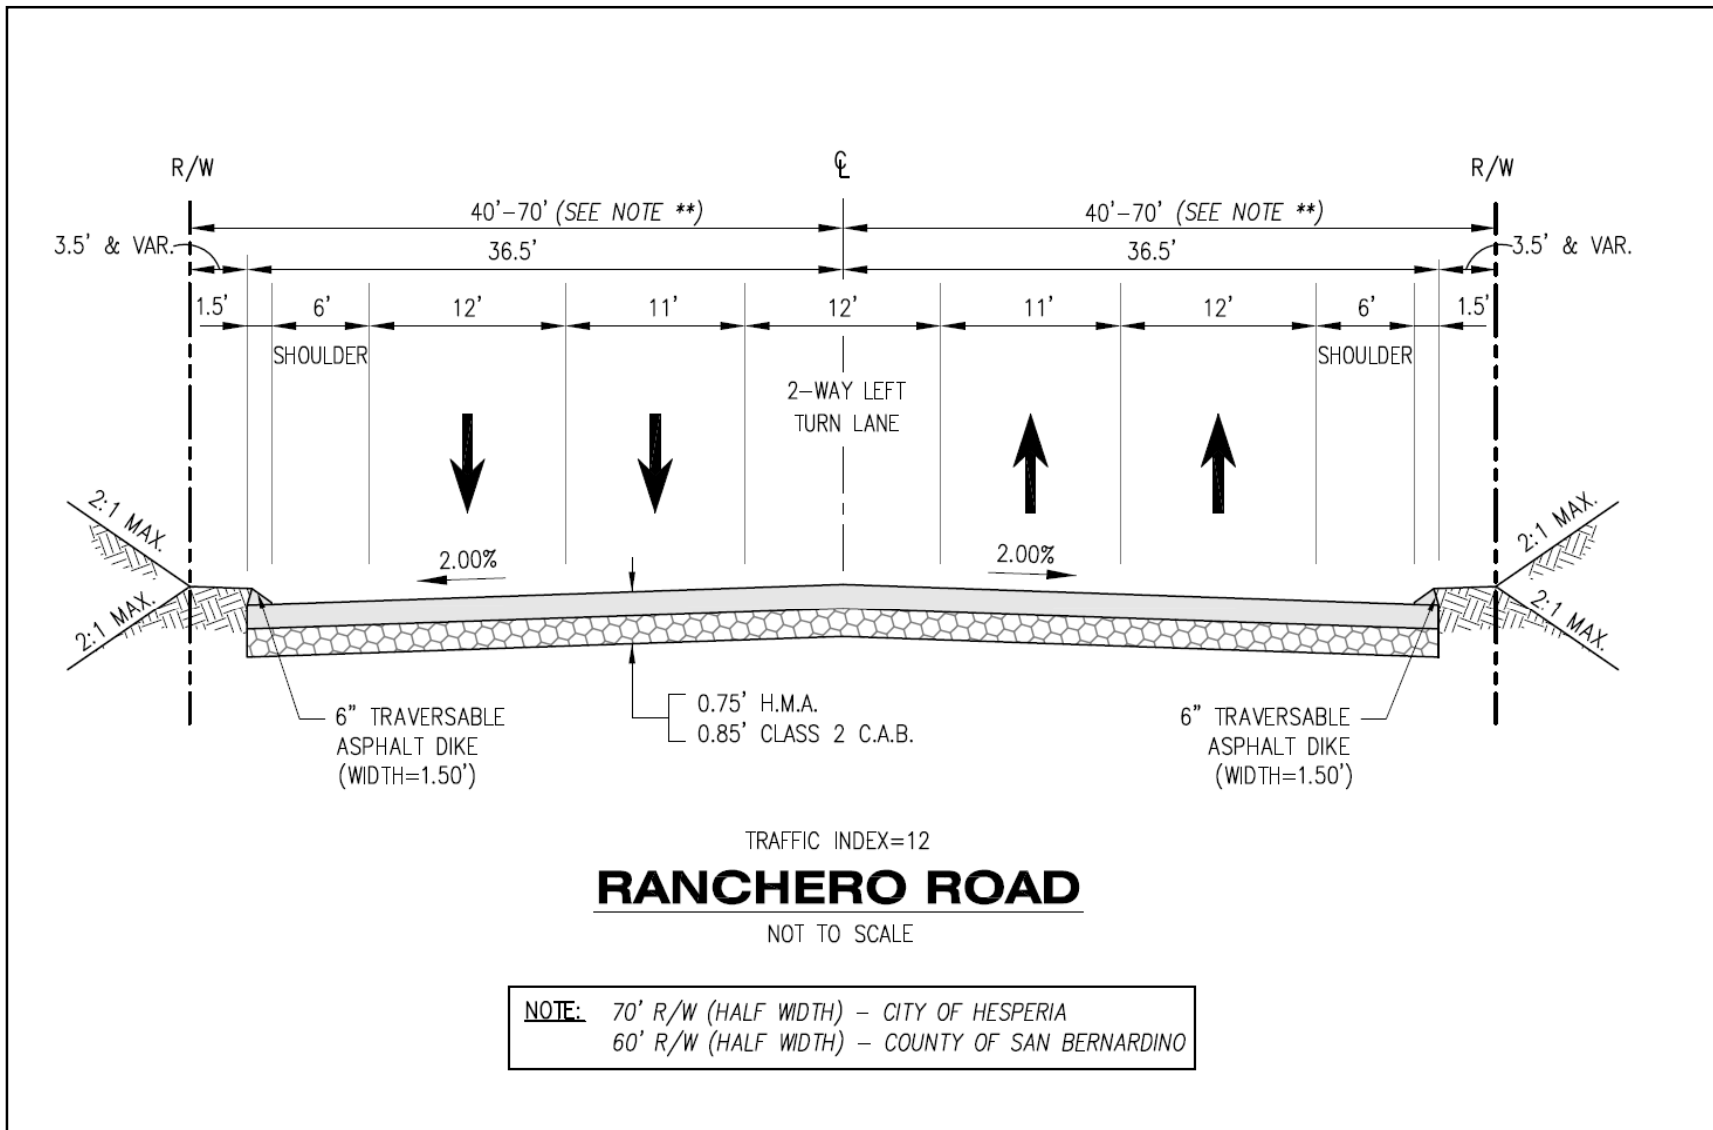 R/W
℄
R/W
40'-70' (SEE NOTE **)
40'-70' (SEE NOTE **)
3.5' & VAR.
36.5'
36.5'
3.5' & VAR.
1.5'
6'
12'
11'
12'
11'
12'
6'
1.5'
SHOULDER
SHOULDER
2-WAY LEFT
TURN LANE
2:1 MAX.
2:1 MAX.
2.00%
2.00%
2:1 MAX.
2:1 MAX.
0.75' H.M.A.
0.85' CLASS 2 C.A.B.
6" TRAVERSABLE
ASPHALT DIKE
(WIDTH=1.50')
6" TRAVERSABLE
ASPHALT DIKE
(WIDTH=1.50')
TRAFFIC INDEX=12
RANCHERO ROAD
NOT TO SCALE
NOTE: 70' R/W (HALF WIDTH) – CITY OF HESPERIA
60' R/W (HALF WIDTH) – COUNTY OF SAN BERNARDINO